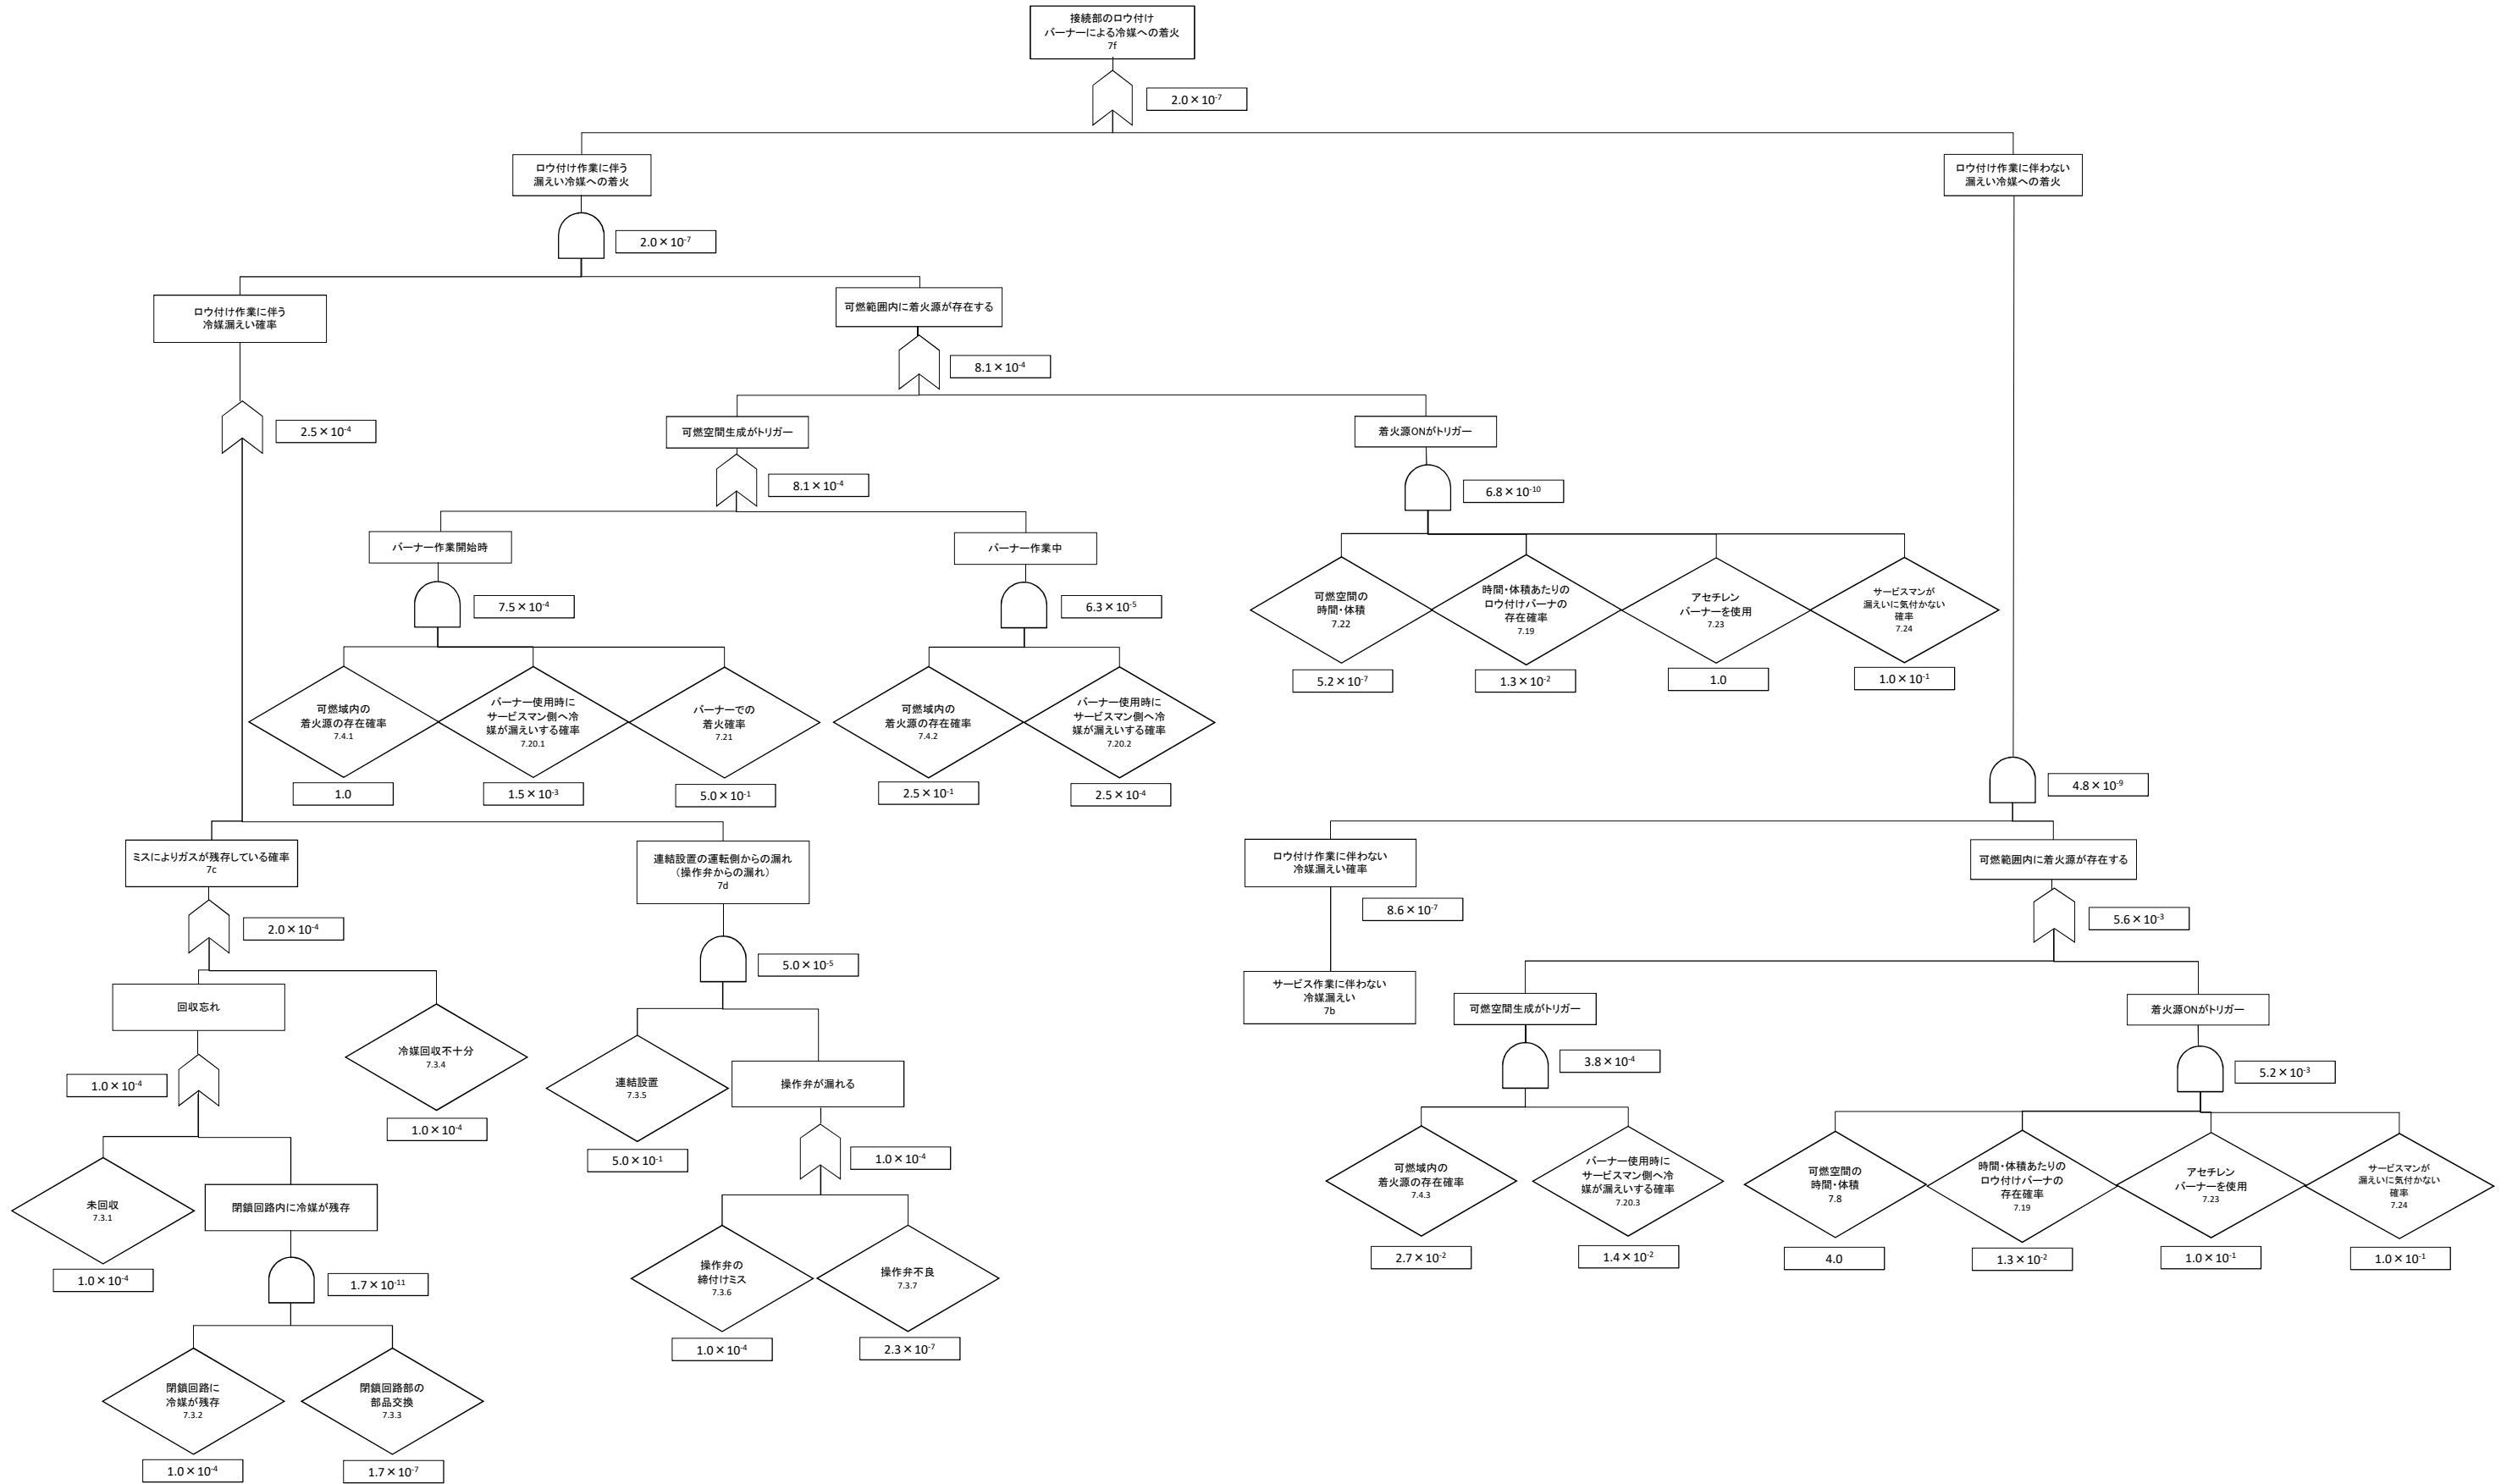 接続部のロウ付け
バーナーによる冷媒への着火
7f
2.0×10⁻⁷
ロウ付け作業に伴う
漏えい冷媒への着火
ロウ付け作業に伴わない
漏えい冷媒への着火
2.0×10⁻⁷
ロウ付け作業に伴う
冷媒漏えい確率
可燃範囲内に着火源が存在する
8.1×10⁻⁴
2.5×10⁻⁴
可燃空間生成がトリガー
着火源ONがトリガー
8.1×10⁻⁴
6.8×10⁻¹⁰
バーナー作業開始時
バーナー作業中
7.5×10⁻⁴
6.3×10⁻⁵
可燃空間の
時間・体積
7.22
時間・体積あたりの
ロウ付けバーナの
存在確率
7.19
アセチレン
バーナーを使用
7.23
サービスマンが
漏えいに気付かない
確率
7.24
5.2×10⁻⁷
1.3×10⁻²
1.0
1.0×10⁻¹
可燃域内の
着火源の存在確率
7.4.1
バーナー使用時に
サービスマン側へ冷
媒が漏えいする確率
7.20.1
バーナーでの
着火確率
7.21
可燃域内の
着火源の存在確率
7.4.2
バーナー使用時に
サービスマン側へ冷
媒が漏えいする確率
7.20.2
1.0
1.5×10⁻³
5.0×10⁻¹
2.5×10⁻¹
2.5×10⁻⁴
4.8×10⁻⁹
ミスによりガスが残存している確率
7c
連結設置の運転側からの漏れ
（操作弁からの漏れ）
7d
ロウ付け作業に伴わない
冷媒漏えい確率
可燃範囲内に着火源が存在する
8.6×10⁻⁷
5.6×10⁻³
2.0×10⁻⁴
5.0×10⁻⁵
回収忘れ
冷媒回収不十分
7.3.4
サービス作業に伴わない
冷媒漏えい
7b
可燃空間生成がトリガー
着火源ONがトリガー
3.8×10⁻⁴
5.2×10⁻³
1.0×10⁻⁴
1.0×10⁻⁴
連結設置
7.3.5
操作弁が漏れる
5.0×10⁻¹
1.0×10⁻⁴
未回収
7.3.1
閉鎖回路内に冷媒が残存
可燃域内の
着火源の存在確率
7.4.3
バーナー使用時に
サービスマン側へ冷
媒が漏えいする確率
7.20.3
可燃空間の
時間・体積
7.8
時間・体積あたりの
ロウ付けバーナの
存在確率
7.19
アセチレン
バーナーを使用
7.23
サービスマンが
漏えいに気付かない
確率
7.24
2.7×10⁻²
1.4×10⁻²
4.0
1.3×10⁻²
1.0×10⁻¹
1.0×10⁻¹
1.0×10⁻⁴
1.7×10⁻¹¹
操作弁の
締付けミス
7.3.6
操作弁不良
7.3.7
1.0×10⁻⁴
2.3×10⁻⁷
閉鎖回路に
冷媒が残存
7.3.2
閉鎖回路部の
部品交換
7.3.3
1.0×10⁻⁴
1.7×10⁻⁷